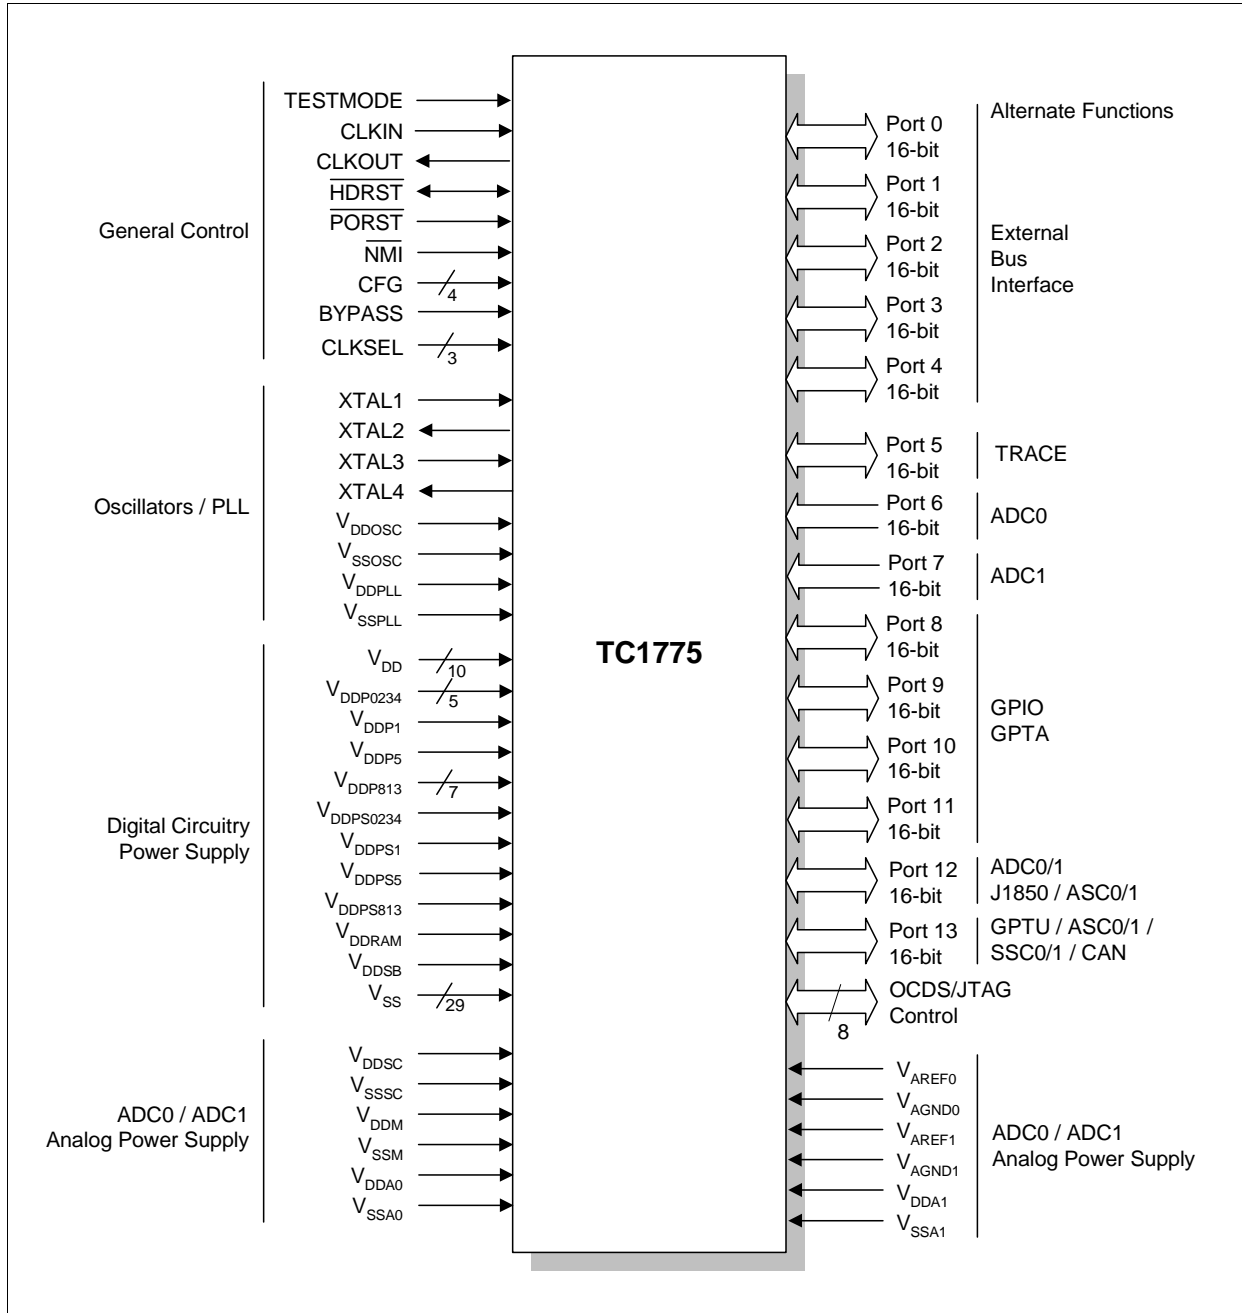 General Control
TESTMODE
CLKIN
CLKOUT
HDRST
PORST
NMI
CFG
4
BYPASS
CLKSEL
3
Oscillators / PLL
XTAL1
XTAL2
XTAL3
XTAL4
VDDOSC
VSSOSC
VDDPLL
VSSPLL
Digital Circuitry
Power Supply
VDD
10
VDDP0234
5
VDDP1
VDDP5
VDDP813
7
VDDPS0234
VDDPS1
VDDPS5
VDDPS813
VDDRAM
VDDSB
VSS
29
ADC0 / ADC1
Analog Power Supply
VDDSC
VSSSC
VDDM
VSSM
VDDA0
VSSA0
TC1775
Alternate Functions
Port 0
16-bit
Port 1
16-bit
Port 2
16-bit
Port 3
16-bit
Port 4
16-bit
External
Bus
Interface
Port 5
16-bit
TRACE
Port 6
16-bit
ADC0
Port 7
16-bit
ADC1
Port 8
16-bit
Port 9
16-bit
Port 10
16-bit
Port 11
16-bit
GPIO
GPTA
Port 12
16-bit
ADC0/1
J1850 / ASC0/1
Port 13
16-bit
GPTU / ASC0/1 /
SSC0/1 / CAN
8
OCDS/JTAG
Control
VAREF0
VAGND0
VAREF1
VAGND1
VDDA1
VSSA1
ADC0 / ADC1
Analog Power Supply